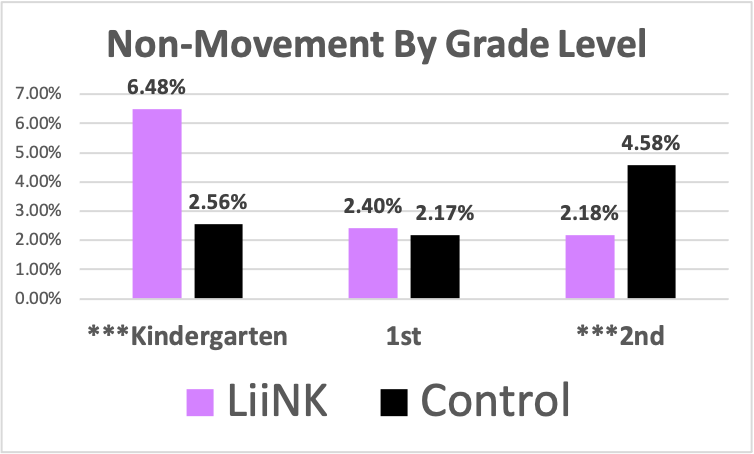 Non-Movement By Grade Level
7.00%
6.00%
5.00%
4.00%
3.00%
2.00%
1.00%
0.00%
6.48%
2.56%
2.40%
2.17%
2.18%
4.58%
***Kindergarten
1st
***2nd
LiiNK
Control